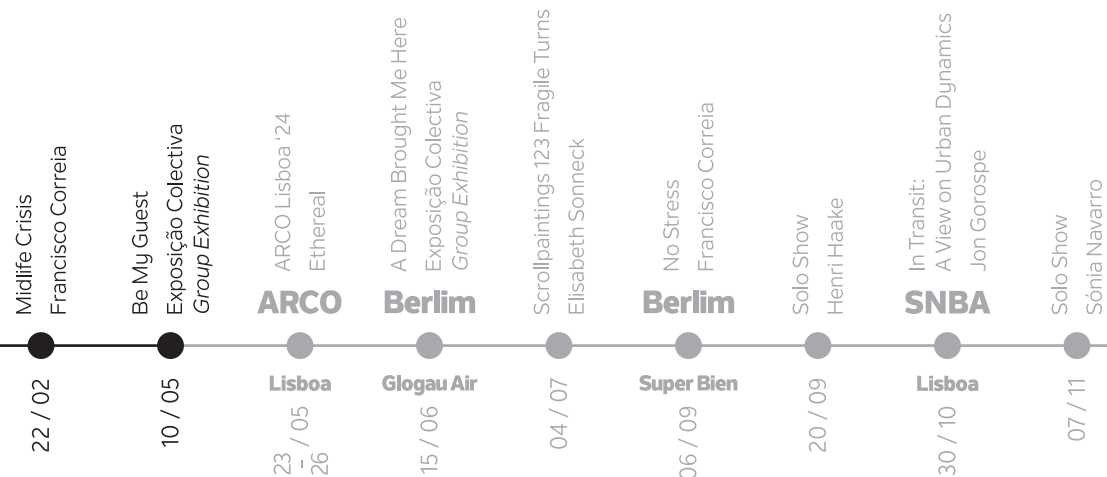 Midlife Crisis
Francisco Correia
22 / 02
Be My Guest
Exposição Colectiva
Group Exhibition
10 / 05
ARCO Lisboa '24
Ethereal
ARCO
Lisboa
23 / 05
-
26
A Dream Brought Me Here
Exposição Colectiva
Group Exhibition
Berlim
Glogau Air
15 / 06
Scrollpaintings 123 Fragile Turns
Elisabeth Sonneck
04 / 07
No Stress
Francisco Correia
Berlim
Super Bien
06 / 09
Solo Show
Henri Haake
20 / 09
In Transit:
A View on Urban Dynamics
Jon Gorospe
SNBA
Lisboa
30 / 10
Solo Show
Sónia Navarro
07 / 11